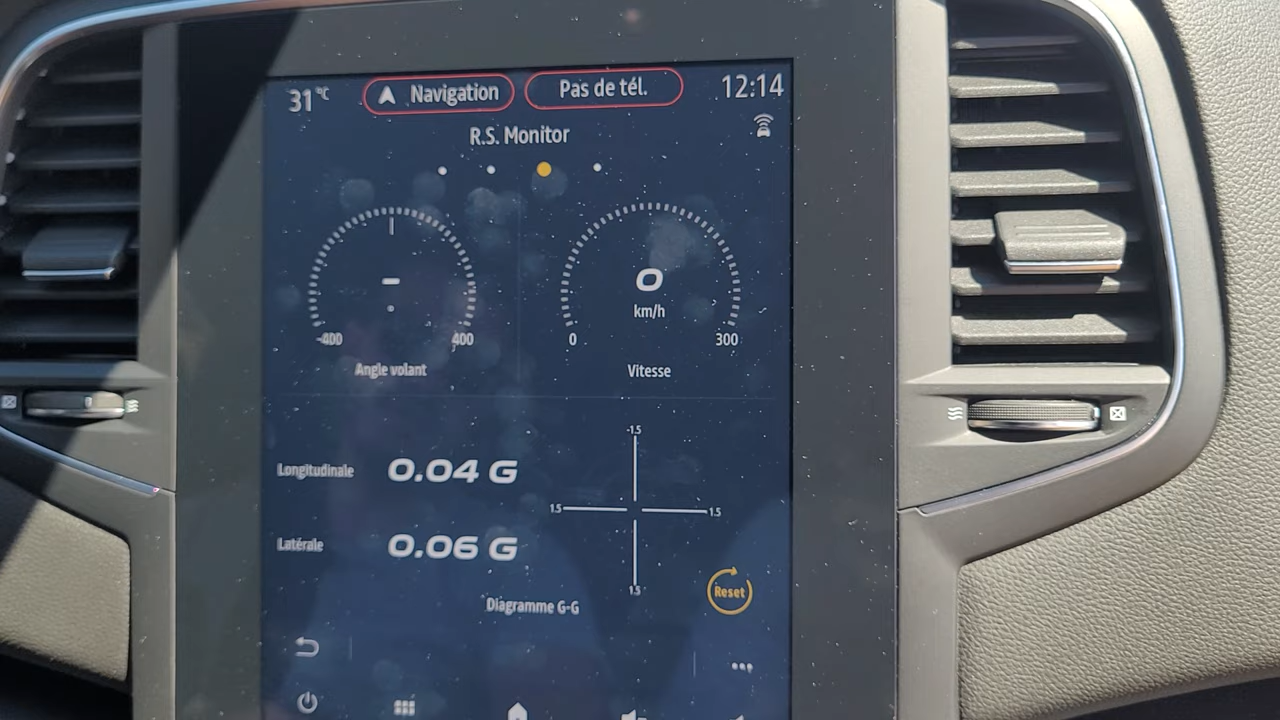 31°C Navigation Pas de tél. 12:14
R.S. Monitor
-
0
km/h
-400 400
0 300
Angle volant
Vitesse
-1.5
Longitudinale 0.04 G
1.5 1.5
Latérale 0.06 G
1.5
Reset
Diagramme G-G